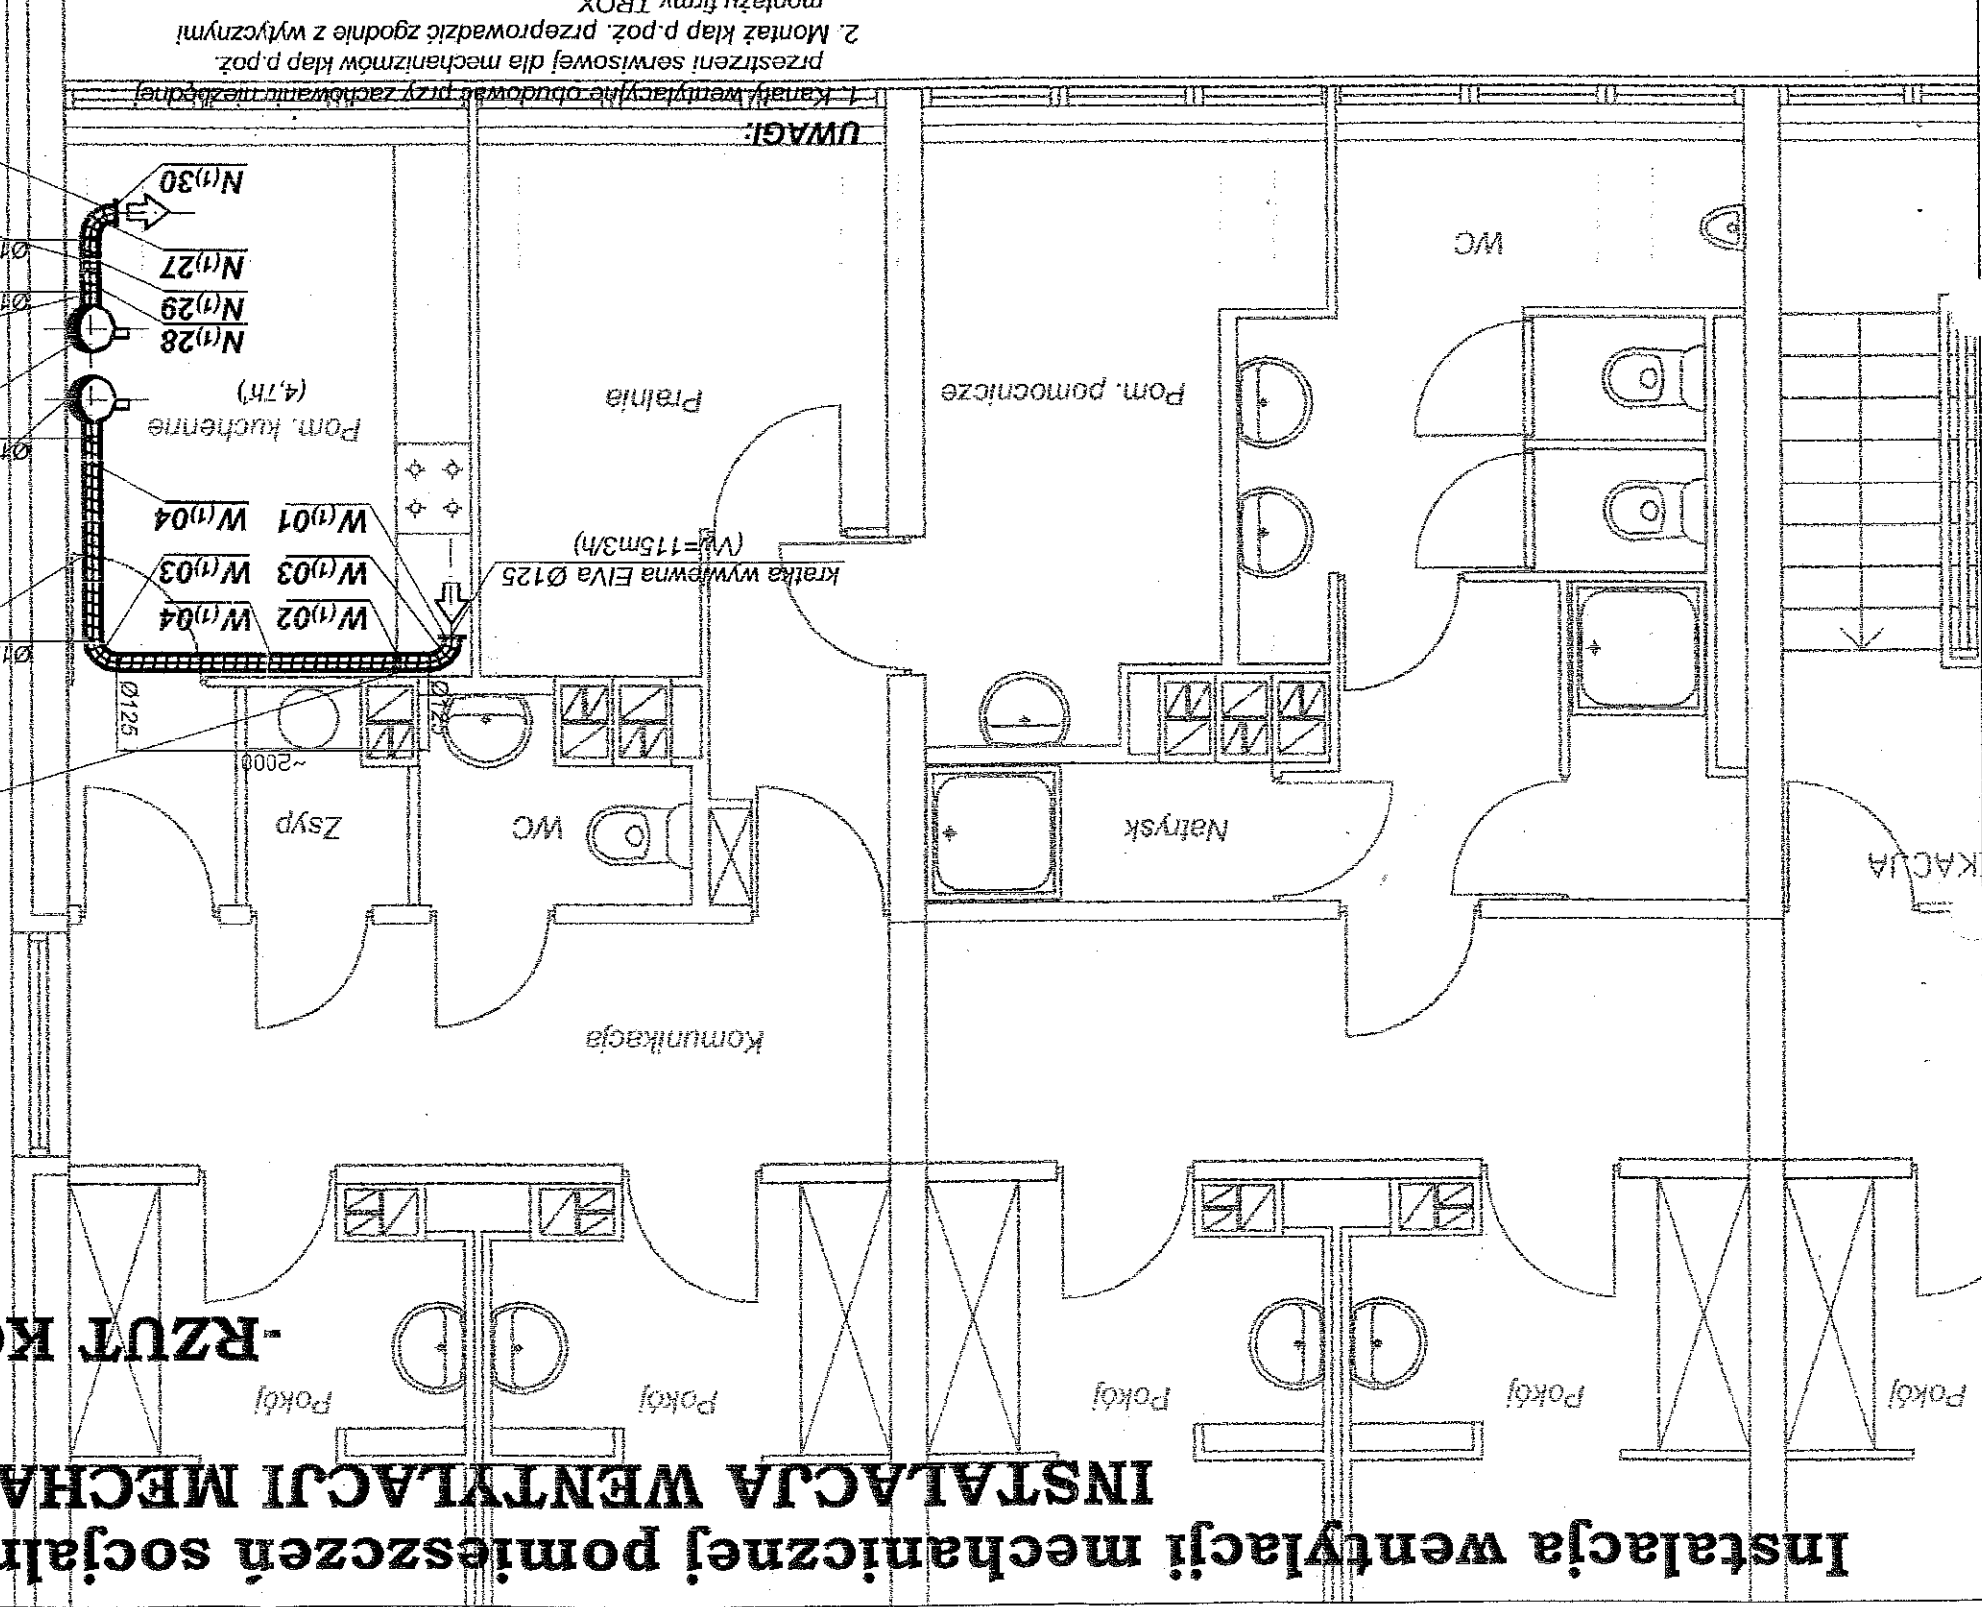 Instalacja wentylacji mechanicznej pomieszczeń socjaln
INSTALACJA WENTYLACJI MECHA
Pokój
Pokój
Pokój
Pokój
Pokój
-RZUT KO
Komunikacja
KACJA
Natrysk
WC
Zsyp
~2000
Ø125
Ø125
W(1)02
W(1)04
kratka wywiewna ElVa Ø125
(Vw=115m3/h)
W(1)03
W(1)03
W(1)01
W(1)04
Pom. kuchenne
Pom. pomocnicze
Pralnia
N(1)28
N(1)29
N(1)27
WC
N(1)30
UWAGI:
1. Kanały wentylacyjne obudować przy zachowaniu niezbędnej
przestrzeni serwisowej dla mechanizmów klap p.poż.
2. Montaż klap p.poż. przeprowadzić zgodnie z wytycznymi
montażu firmy TROX